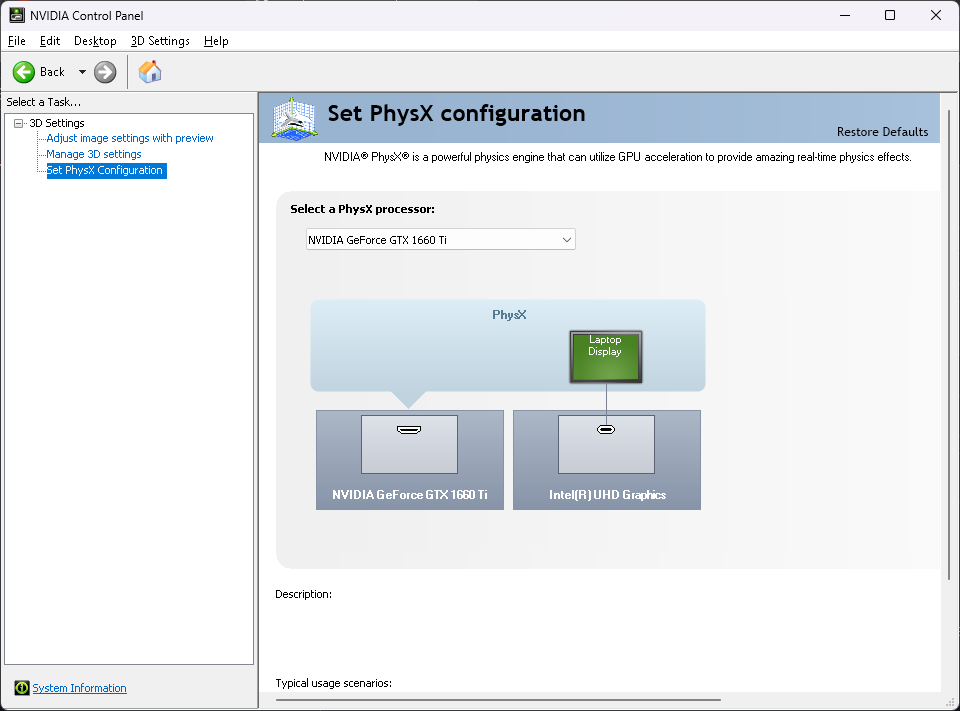 NVIDIA Control Panel
File Edit Desktop 3D Settings Help
Back
Select a Task...
3D Settings
Adjust image settings with preview
Manage 3D settings
Set PhysX Configuration
System Information
Set PhysX configuration
Restore Defaults
NVIDIA® PhysX® is a powerful physics engine that can utilize GPU acceleration to provide amazing real-time physics effects.
Select a PhysX processor:
NVIDIA GeForce GTX 1660 Ti
PhysX
Laptop
Display
NVIDIA GeForce GTX 1660 Ti
Intel(R) UHD Graphics
Description:
Typical usage scenarios: